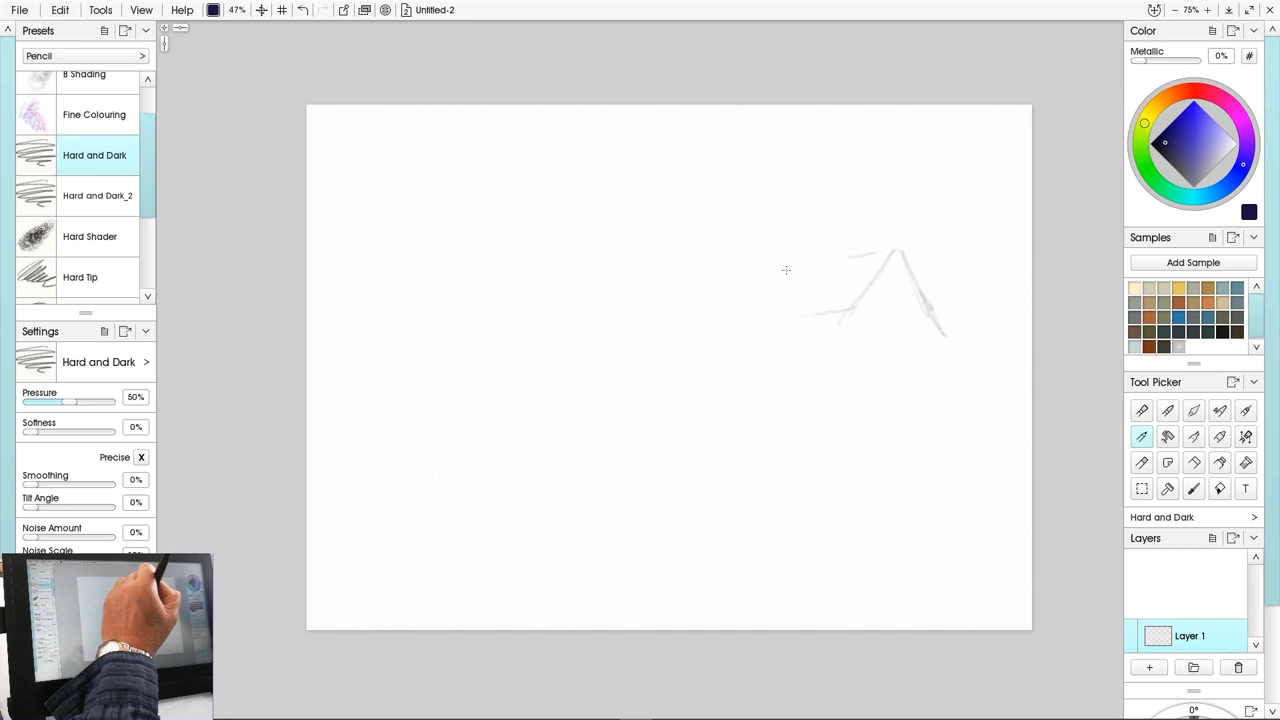 File Edit Tools View Help 47% Untitled-2 75%
Presets
Pencil >
B Shading
Fine Colouring
Hard and Dark
Hard and Dark_2
Hard Shader
Hard Tip
Settings
Hard and Dark >
Pressure
50%
Softness
0%
Precise X
Smoothing
0%
Tilt Angle
0%
Noise Amount
0%
Noise Scale
Color
Metallic
0% #
Samples
Add Sample
Tool Picker
T
Hard and Dark >
Layers
Layer 1
0°